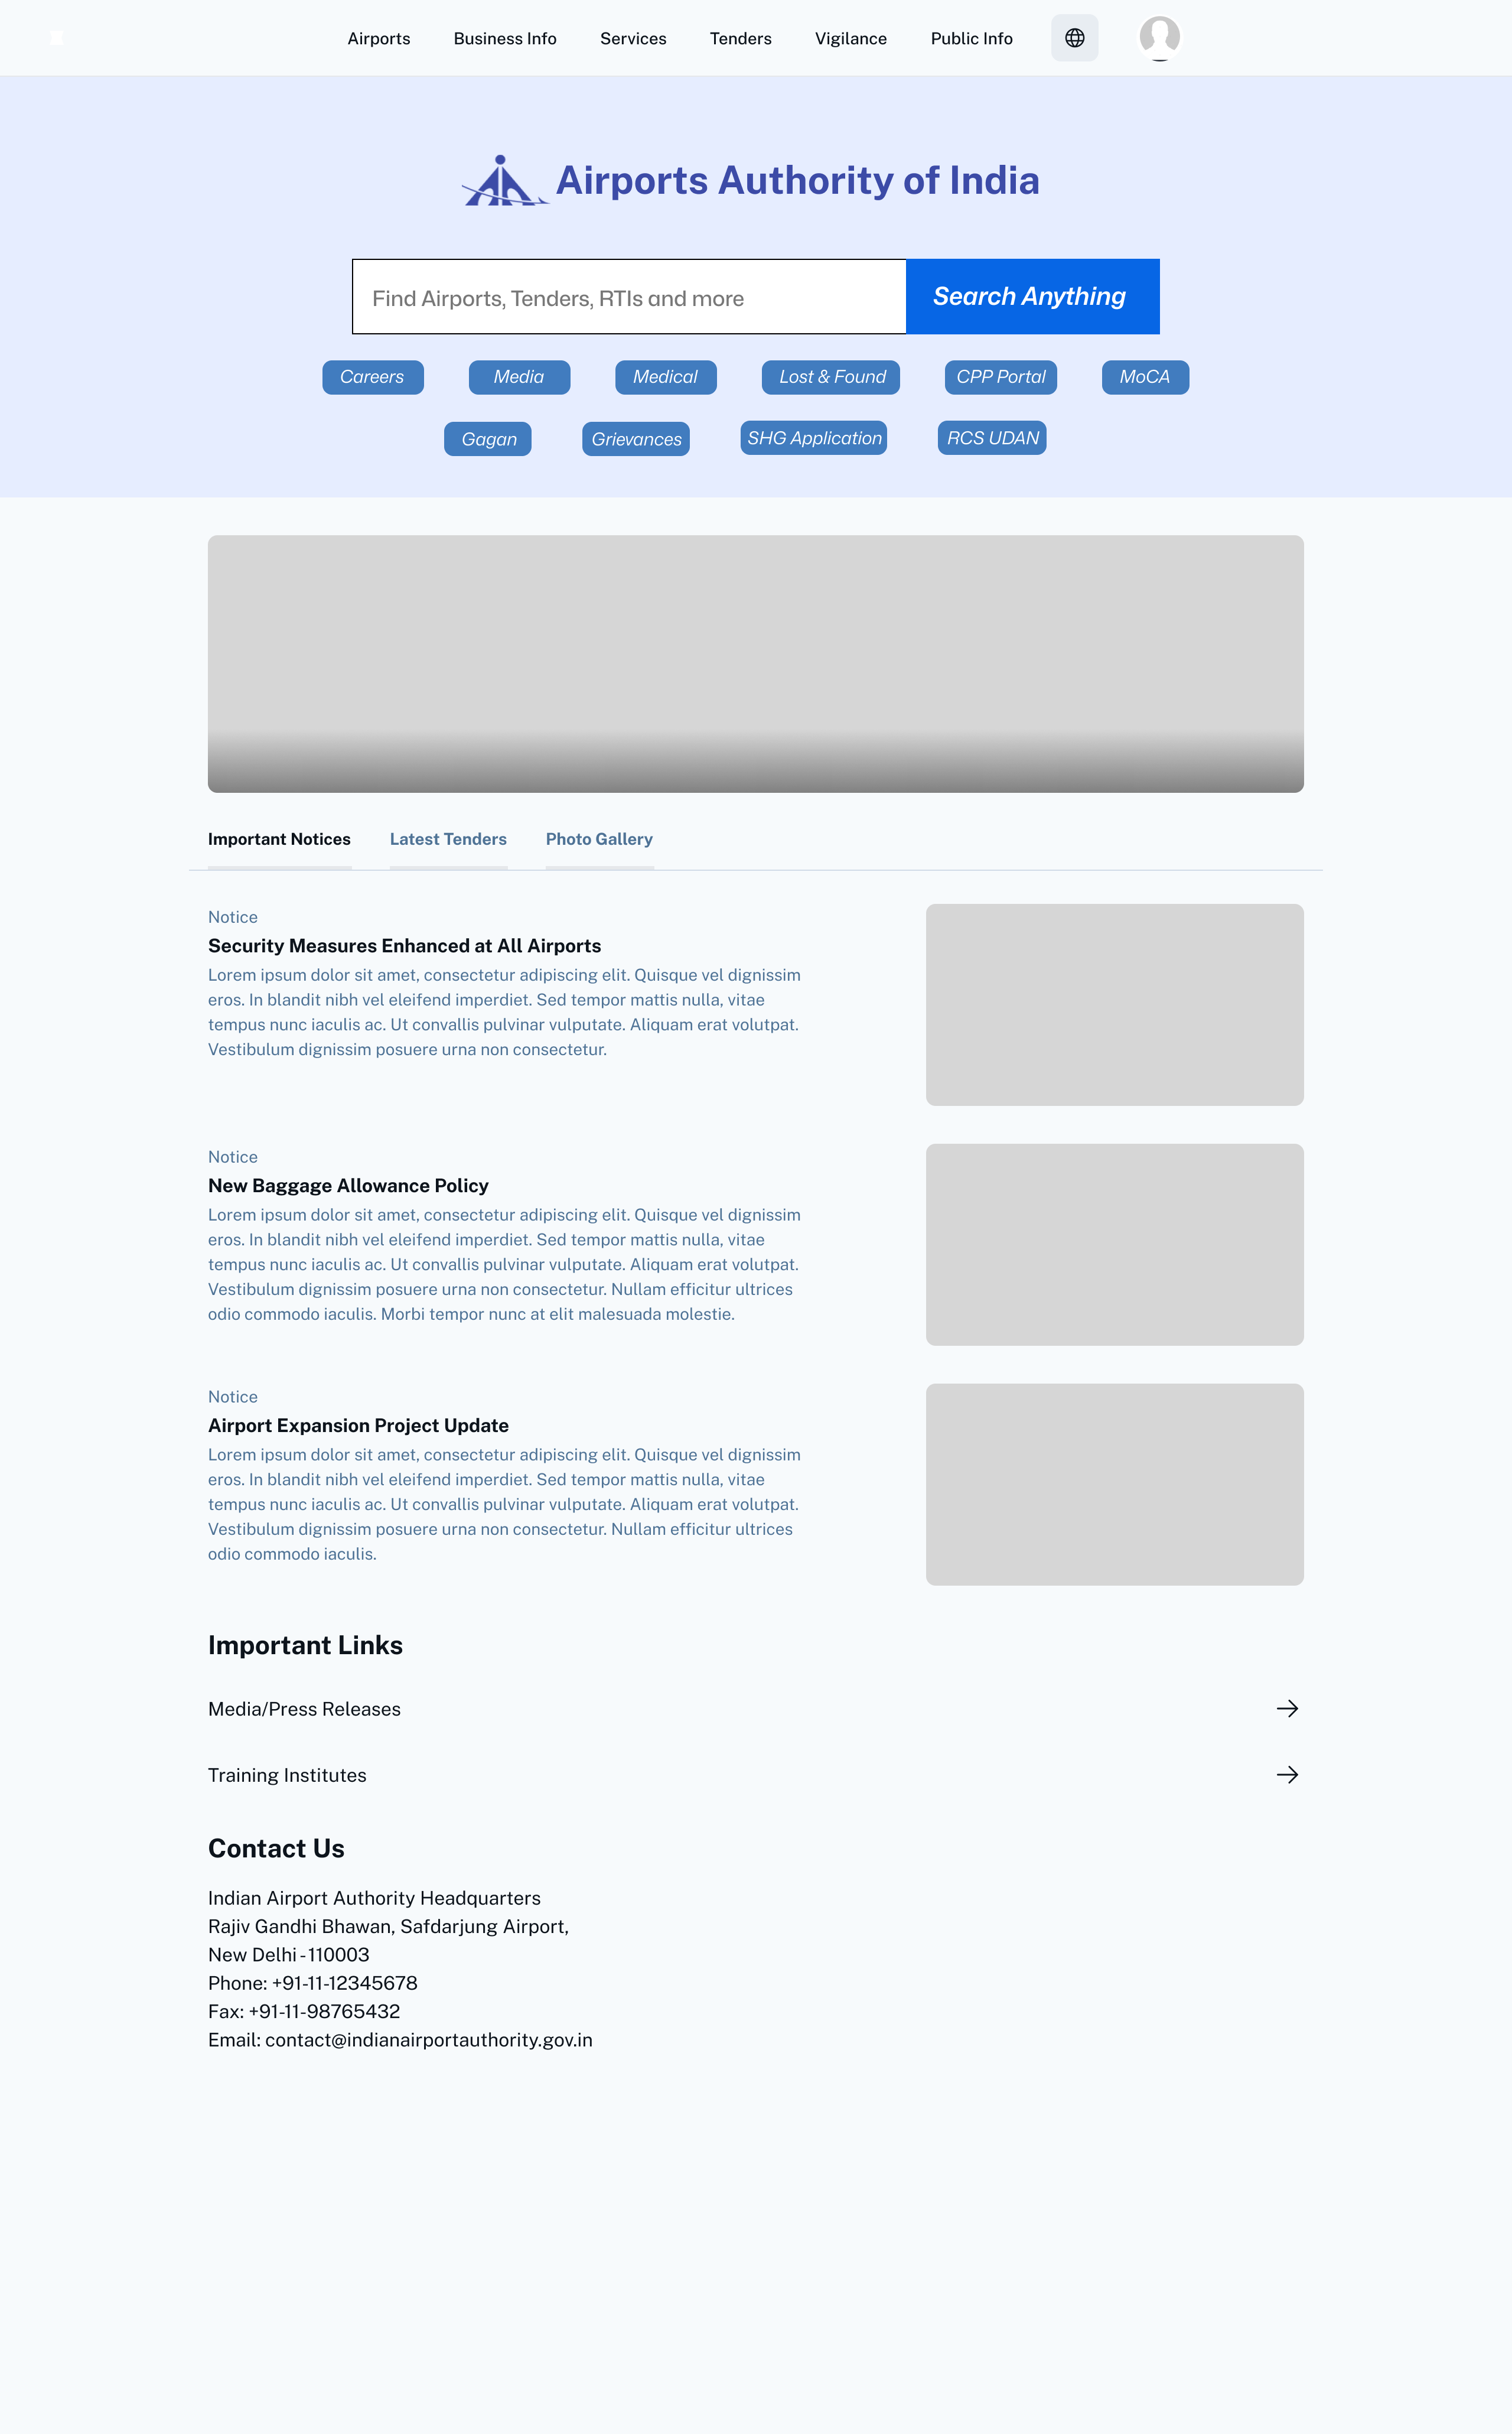 Airports Business Info Services Tenders Vigilance Public Info
Airports Authority of India
Find Airports, Tenders, RTIs and more Search Anything
Careers Media Medical Lost & Found CPP Portal MoCA
Gagan Grievances SHG Application RCS UDAN
Important Notices Latest Tenders Photo Gallery
Notice
Security Measures Enhanced at All Airports
Lorem ipsum dolor sit amet, consectetur adipiscing elit. Quisque vel dignissim
eros. In blandit nibh vel eleifend imperdiet. Sed tempor mattis nulla, vitae
tempus nunc iaculis ac. Ut convallis pulvinar vulputate. Aliquam erat volutpat.
Vestibulum dignissim posuere urna non consectetur.
Notice
New Baggage Allowance Policy
Lorem ipsum dolor sit amet, consectetur adipiscing elit. Quisque vel dignissim
eros. In blandit nibh vel eleifend imperdiet. Sed tempor mattis nulla, vitae
tempus nunc iaculis ac. Ut convallis pulvinar vulputate. Aliquam erat volutpat.
Vestibulum dignissim posuere urna non consectetur. Nullam efficitur ultrices
odio commodo iaculis. Morbi tempor nunc at elit malesuada molestie.
Notice
Airport Expansion Project Update
Lorem ipsum dolor sit amet, consectetur adipiscing elit. Quisque vel dignissim
eros. In blandit nibh vel eleifend imperdiet. Sed tempor mattis nulla, vitae
tempus nunc iaculis ac. Ut convallis pulvinar vulputate. Aliquam erat volutpat.
Vestibulum dignissim posuere urna non consectetur. Nullam efficitur ultrices
odio commodo iaculis.
Important Links
Media/Press Releases
Training Institutes
Contact Us
Indian Airport Authority Headquarters
Rajiv Gandhi Bhawan, Safdarjung Airport,
New Delhi - 110003
Phone: +91-11-12345678
Fax: +91-11-98765432
Email: contact@indianairportauthority.gov.in